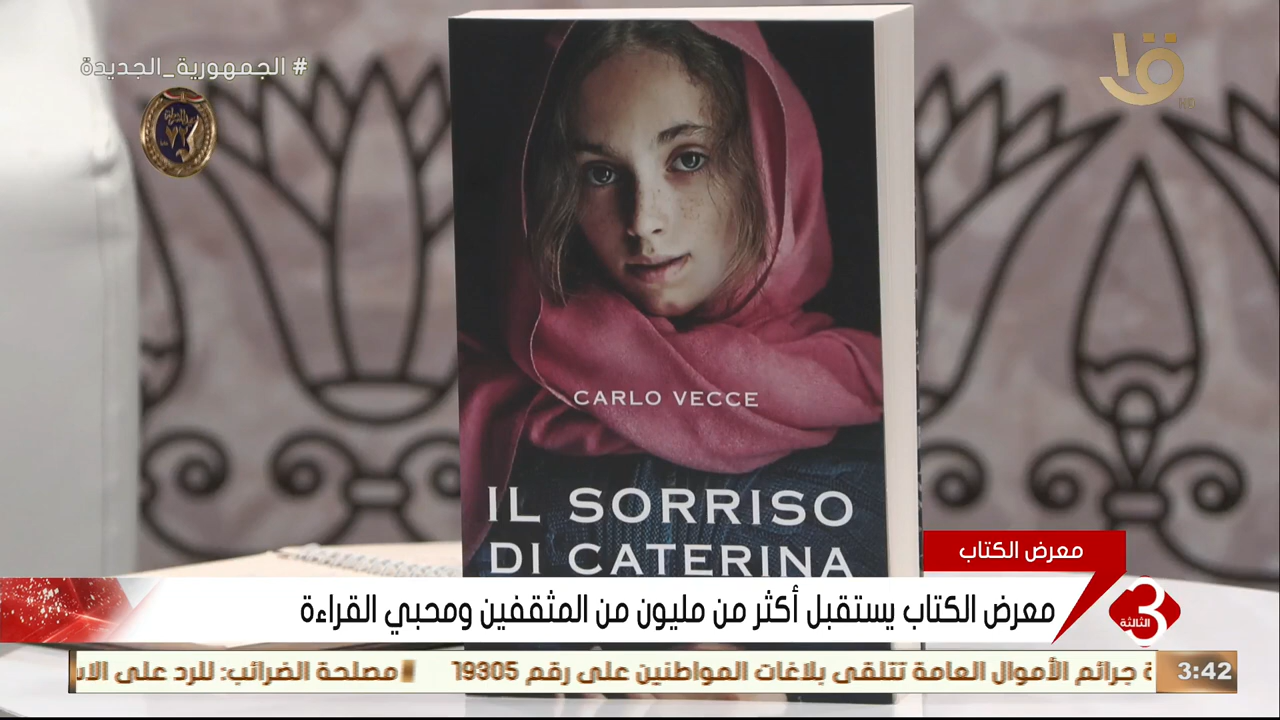 # الجمهورية_الجديدة
CARLO VECCE
IL SORRISO
DI CATERINA
معرض الكتاب
معرض الكتاب يستقبل أكثر من مليون من المثقفين ومحبي القراءة
3
الثالثة
جرائم الأموال العامة تتلقى بلاغات المواطنين على رقم 19305
مصلحة الضرائب: للرد على
3:42